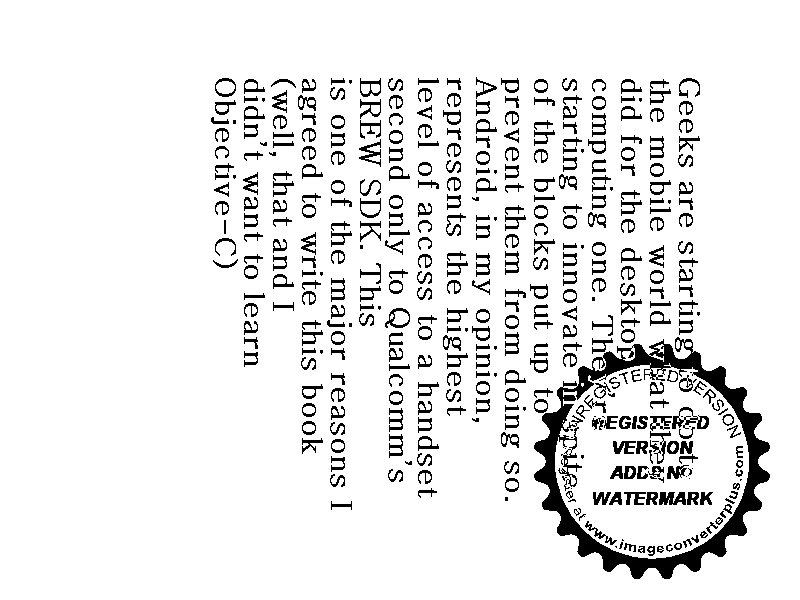 Geeks are starting to do to
the mobile world what they
did for the desktop
computing one. They're
starting to innovate in spite
of the blocks put up to
prevent them from doing so.
Android, in my opinion,
represents the highest
level of access to a handset
second only to Qualcomm's
BREW SDK. This
is one of the major reasons I
agreed to write this book
(well, that and I
didn't want to learn
Objective-C)
UNREGISTERED VERSION
REGISTERED
VERSION
ADDS NO
WATERMARK
register at www.imageconverterplus.com